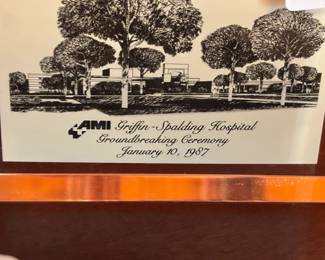 AMI Griffin-Spalding Hospital
Groundbreaking Ceremony
January 10, 1987